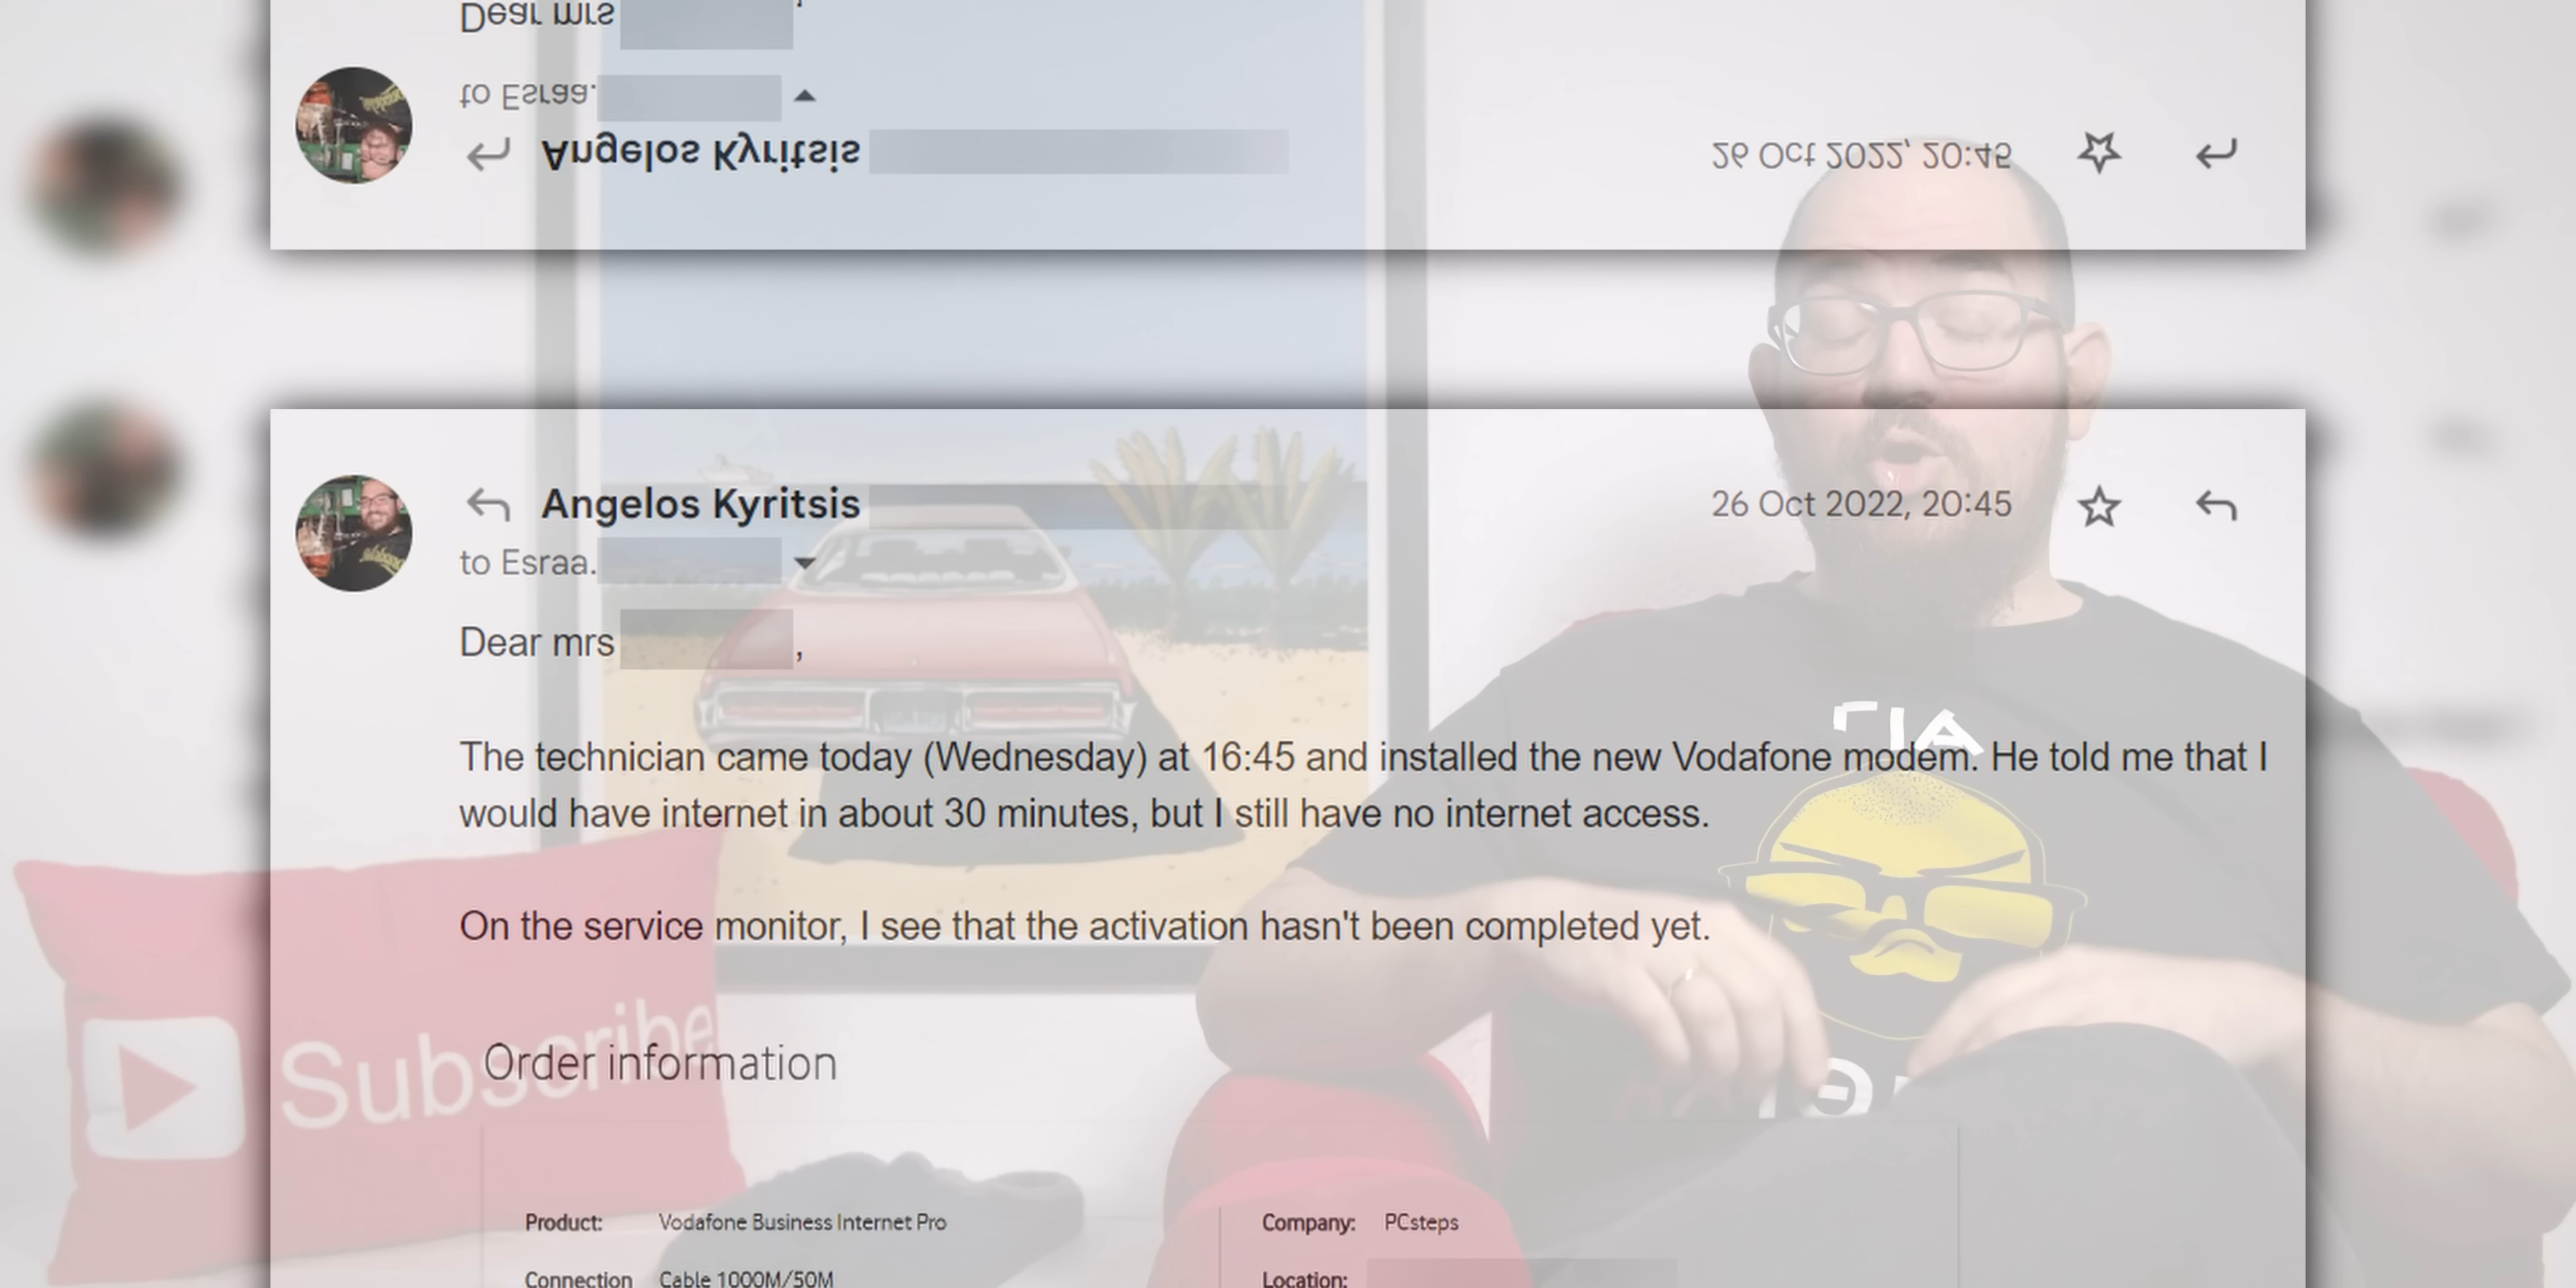 Dear mrs ,
to Esraa.
Angelos Kyritsis
26 Oct 2022, 20:45
Angelos Kyritsis
26 Oct 2022, 20:45
to Esraa.
Dear mrs ,
The technician came today (Wednesday) at 16:45 and installed the new Vodafone modem. He told me that I
would have internet in about 30 minutes, but I still have no internet access.
On the service monitor, I see that the activation hasn't been completed yet.
Subscribe
Order information
Product: Vodafone Business Internet Pro
Company: PCsteps
Connection Cable 1000M/50M
Location: